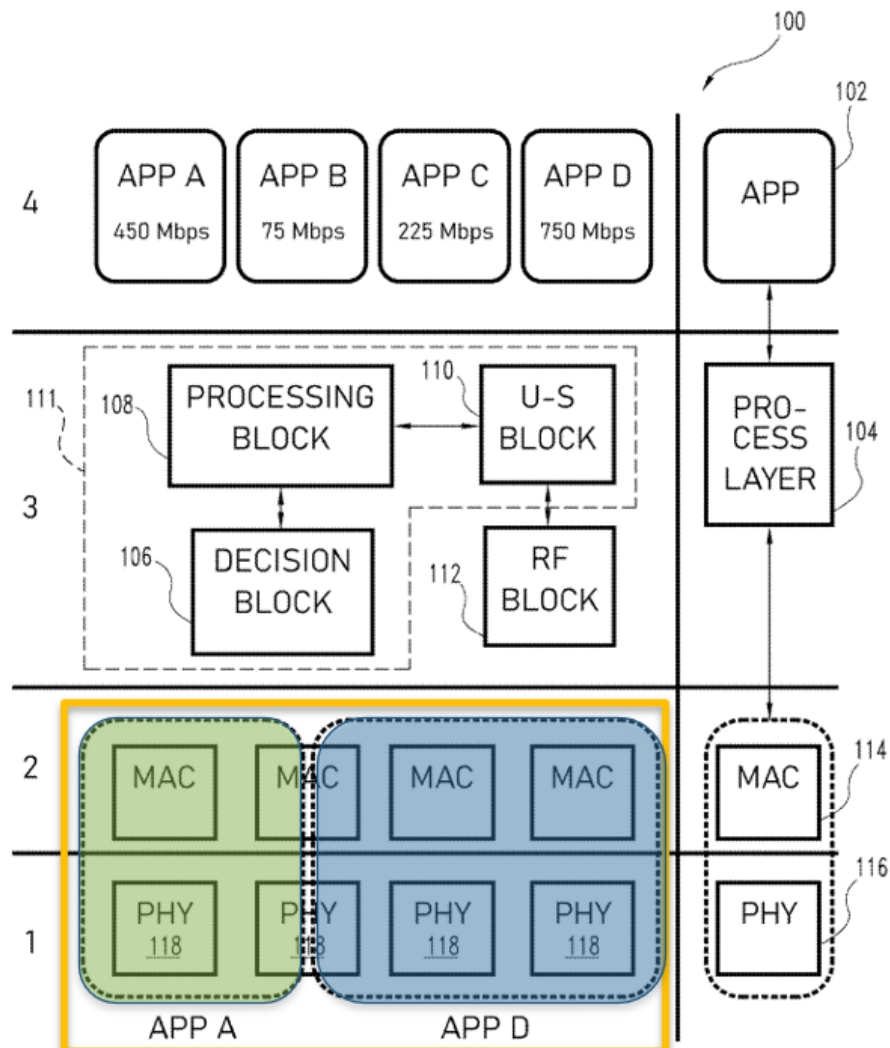 100
102
4
APP A
450 Mbps
APP B
75 Mbps
APP C
225 Mbps
APP D
750 Mbps
APP
111
108
PROCESSING
BLOCK
110
U-S
BLOCK
PRO-
CESS
LAYER
104
3
106
DECISION
BLOCK
112
RF
BLOCK
2
MAC
MAC
MAC
MAC
MAC
114
1
PHY
118
PHY
118
PHY
118
PHY
118
PHY
116
APP A
APP D